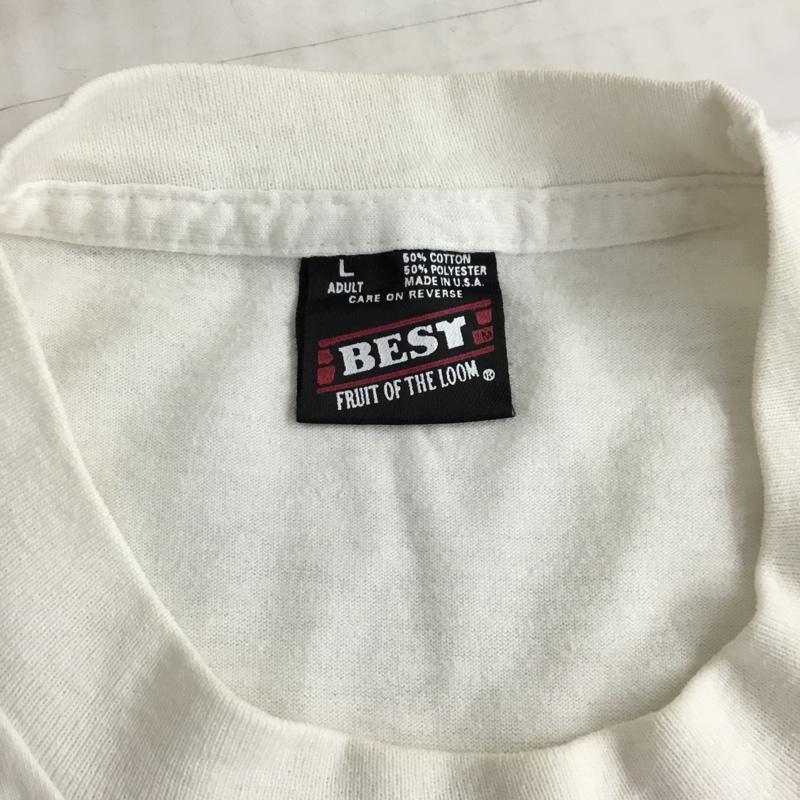 L
ADULT
50% COTTON
50% POLYESTER
MADE IN U.S.A.
CARE ON REVERSE
BEST
FRUIT OF THE LOOM ®